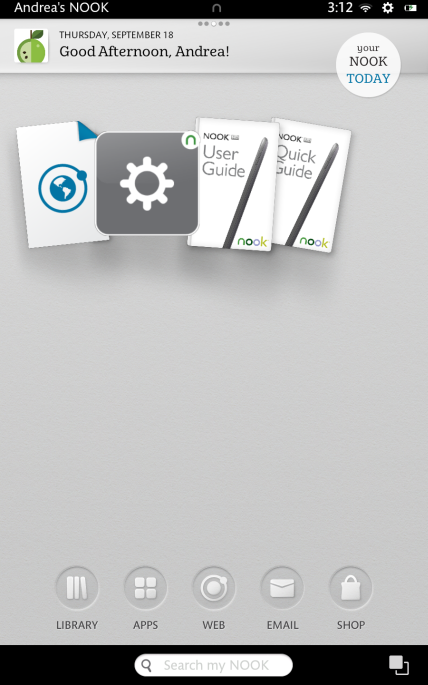 Andrea's NOOK
3:12
THURSDAY, SEPTEMBER 18
Good Afternoon, Andrea!
your
NOOK
TODAY
n
NOOK
User
Guide
nook
NOOK
Quick
Guide
nook
LIBRARY
APPS
WEB
EMAIL
SHOP
Search my NOOK